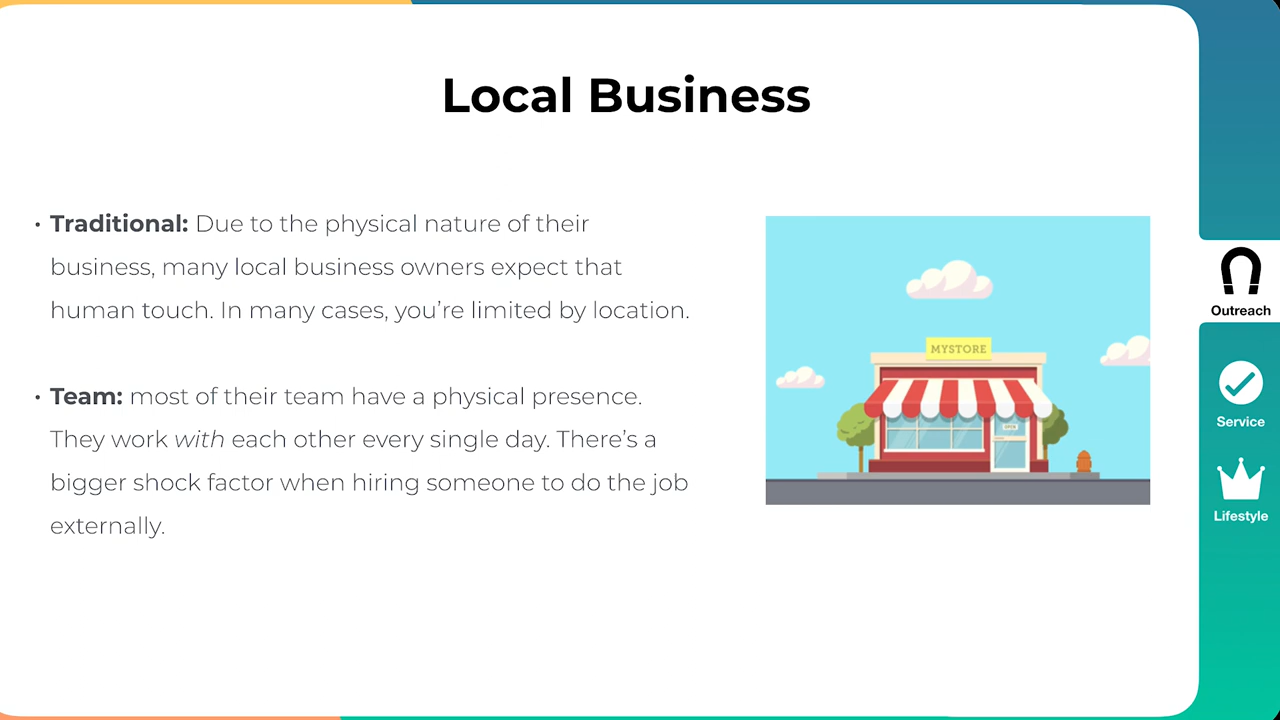 Local Business
• Traditional: Due to the physical nature of their
business, many local business owners expect that
human touch. In many cases, you’re limited by location.
• Team: most of their team have a physical presence.
They work with each other every single day. There’s a
bigger shock factor when hiring someone to do the job
externally.
MYSTORE
OPEN
Outreach
Service
Lifestyle